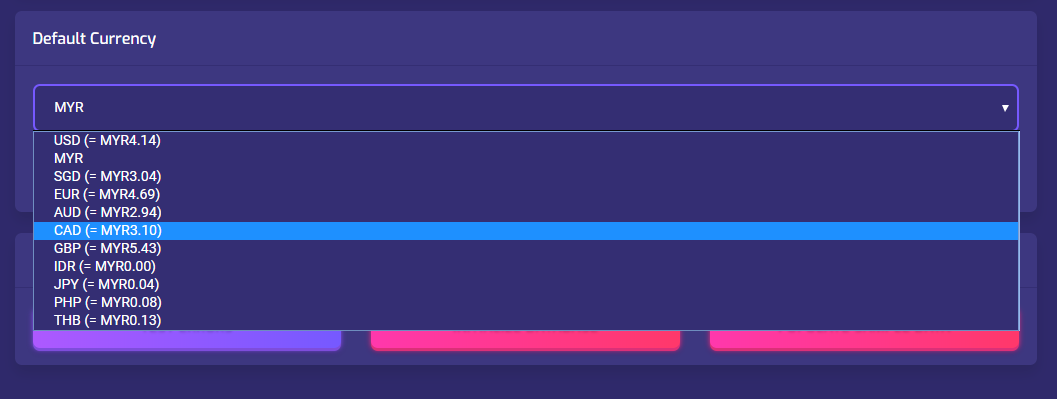 Default Currency
MYR
USD (= MYR4.14)
MYR
SGD (= MYR3.04)
EUR (= MYR4.69)
AUD (= MYR2.94)
CAD (= MYR3.10)
GBP (= MYR5.43)
IDR (= MYR0.00)
JPY (= MYR0.04)
PHP (= MYR0.08)
THB (= MYR0.13)